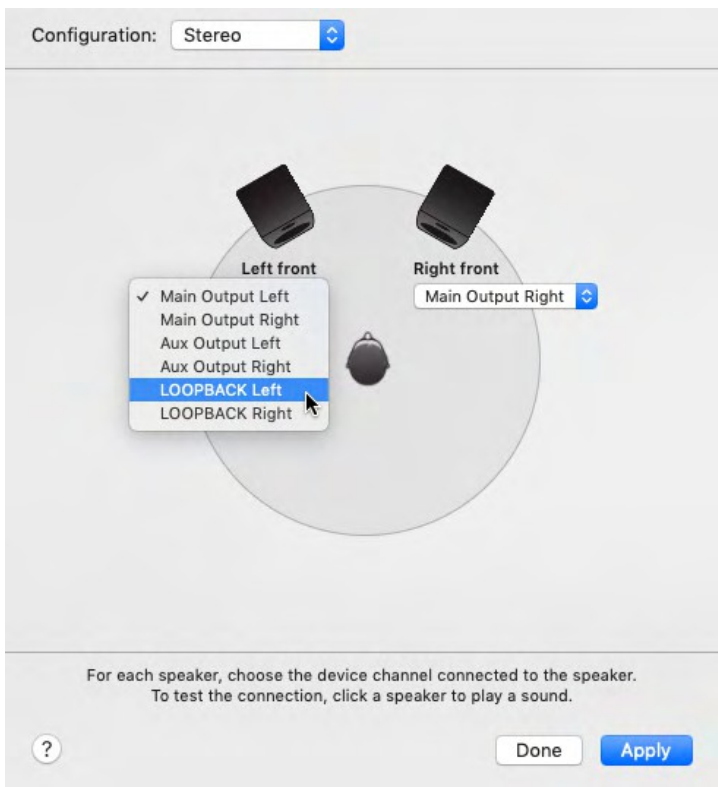 Configuration: Stereo
Left front
Right front
Main Output Left
Main Output Right
Main Output Right
Aux Output Left
Aux Output Right
LOOPBACK Left
LOOPBACK Right
For each speaker, choose the device channel connected to the speaker.
To test the connection, click a speaker to play a sound.
?
Done
Apply